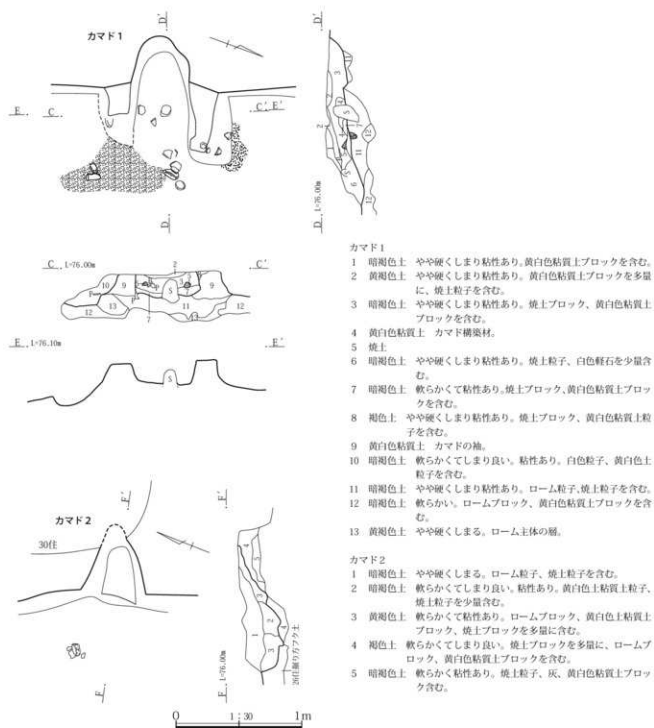 カマド1
D′
D′
E
C
C′ E′
D
D L=76.00m
C L=76.00m
C′
E L=76.10m
E′
カマド2
F′
F′
30住
F
F L=76.00m
26住掘り方フク土
0 1:30 1m
カマド1
1 暗褐色土 やや硬くしまり粘性あり。黄白色粘質土ブロックを含む。
2 黄褐色土 やや硬くしまり粘性あり。黄白色粘質土ブロックを多量
に、焼土粒子を含む。
3 暗褐色土 やや硬くしまり粘性あり。焼土ブロック、黄白色粘質土
ブロックを含む。
4 黄白色粘質土 カマド構築材。
5 焼土
6 暗褐色土 やや硬くしまり粘性あり。焼土粒子、白色軽石を少量含
む。
7 暗褐色土 軟らかくて粘性あり。焼土ブロック、黄白色粘質土ブロッ
クを含む。
8 褐色土 やや硬くしまり粘性あり。焼土ブロック、黄白色粘質土粒
子を含む。
9 黄白色粘質土 カマドの袖。
10 暗褐色土 軟らかくてしまり良い。粘性あり。白色粒子、黄白色土
粒子を含む。
11 暗褐色土 やや硬くしまり粘性あり。ローム粒子、焼土粒子を含む。
12 暗褐色土 軟らかい。ロームブロック、黄白色粘質土ブロックを含
む。
13 黄褐色土 やや硬くしまる。ローム主体の層。
カマド2
1 暗褐色土 やや硬くしまる。ローム粒子、焼土粒子を含む。
2 暗褐色土 軟らかくてしまり良い。粘性あり。黄白色土粘質土粒子、
焼土粒子を少量含む。
3 黄褐色土 軟らかくて粘性あり。ロームブロック、黄白色土粘質土
ブロック、焼土ブロックを多量に含む。
4 褐色土 軟らかくてしまり良い。焼土ブロックを多量に、ロームブ
ロック、黄白色粘質土ブロックを含む。
5 暗褐色土 軟らかく粘性あり。焼土粒子、灰、黄白色粘質土ブロッ
ク含む。